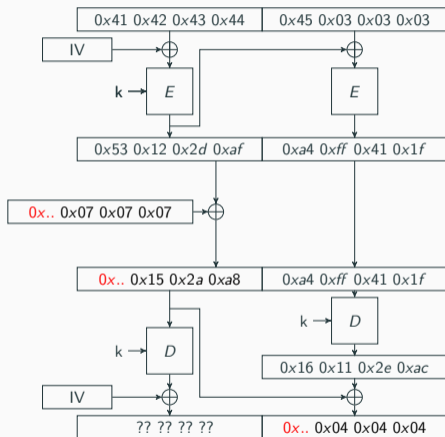 0x41 0x42 0x43 0x44 0x45 0x03 0x03 0x03
IV
k E E
0x53 0x12 0x2d 0xaf 0xa4 0xff 0x41 0x1f
0x.. 0x07 0x07 0x07
0x.. 0x15 0x2a 0xa8 0xa4 0xff 0x41 0x1f
k D
k D
0x16 0x11 0x2e 0xac
IV
?? ?? ?? ?? 0x.. 0x04 0x04 0x04